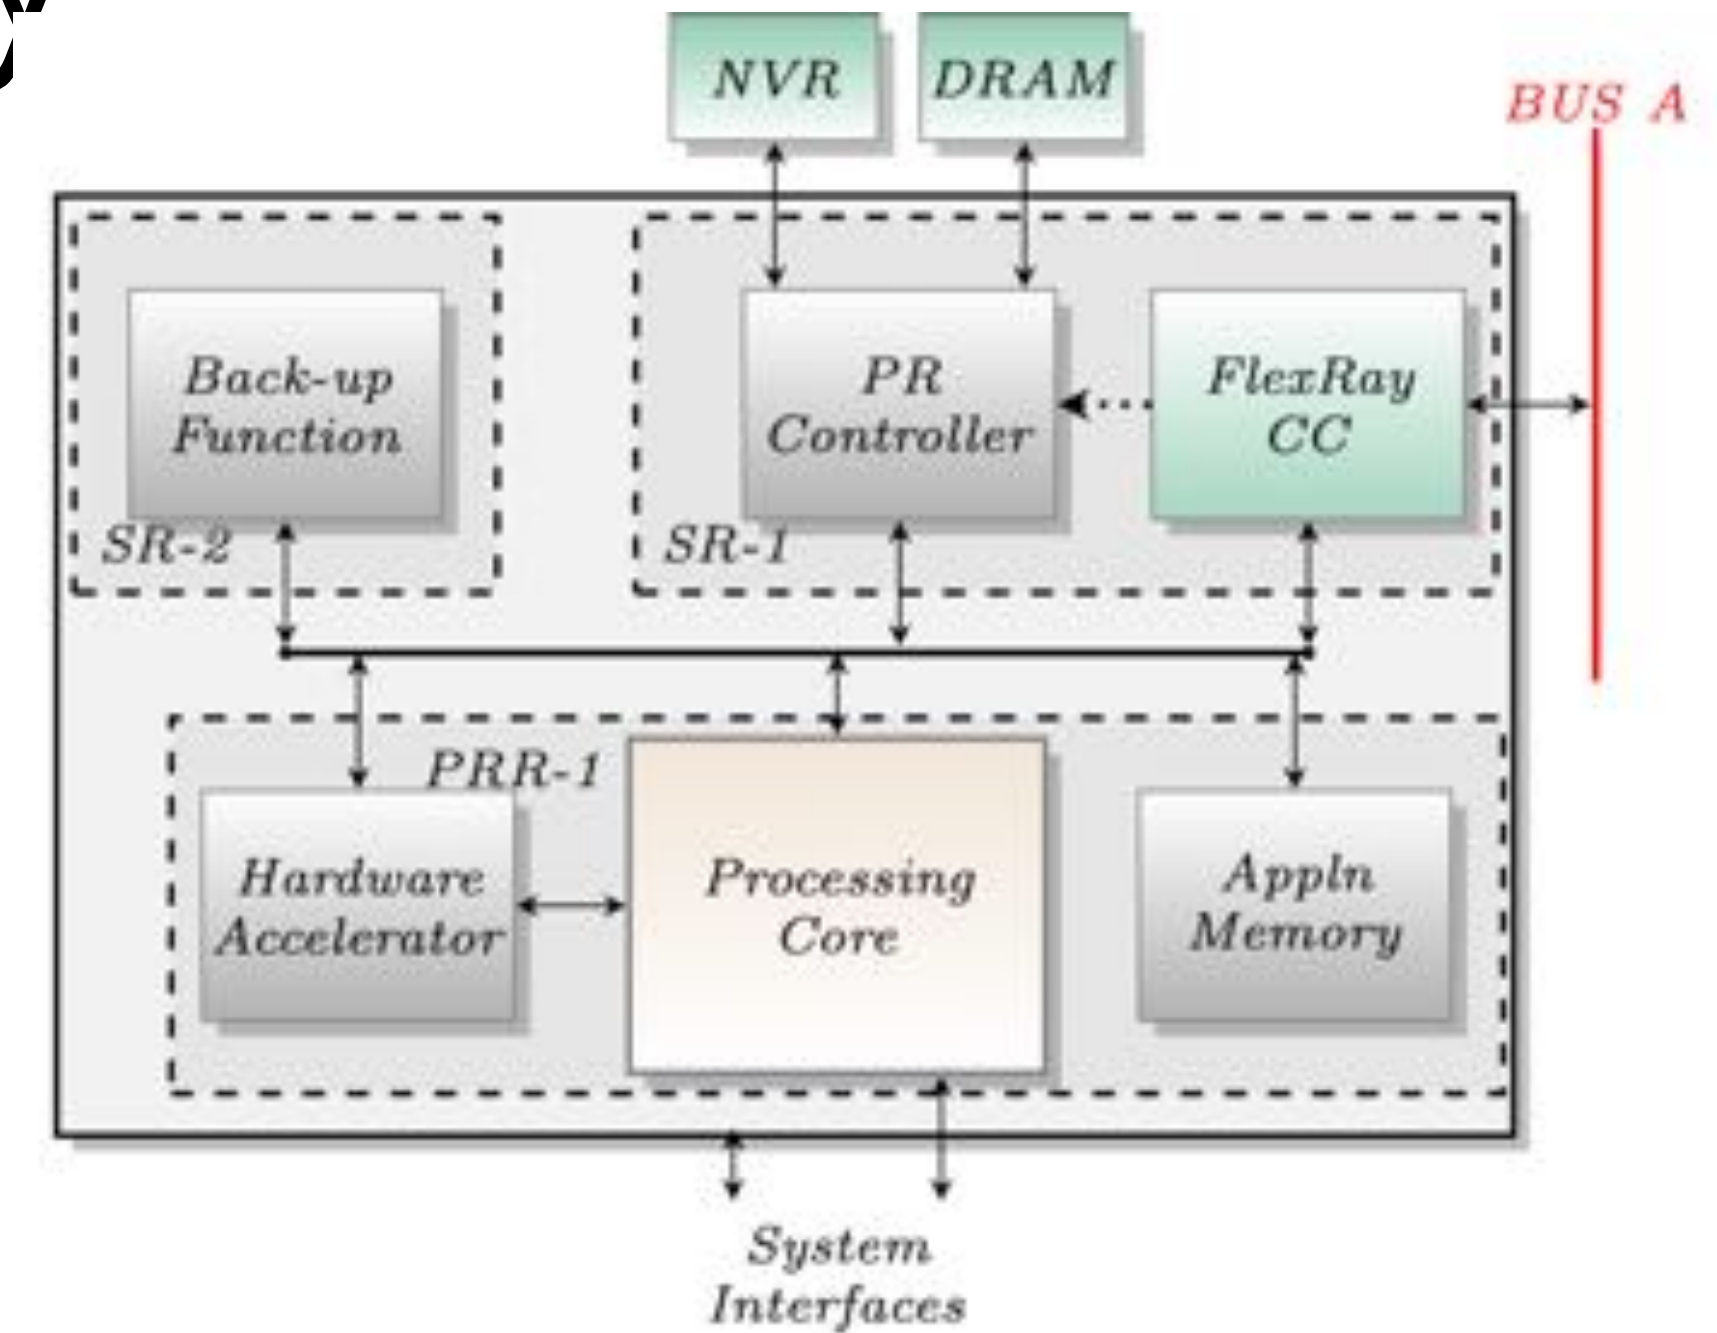 NVR
DRAM
BUS A
Back-up
Function
PR
Controller
FlexRay
CC
SR-2
SR-1
PRR-1
Hardware
Accelerator
Processing
Core
Appln
Memory
System
Interfaces